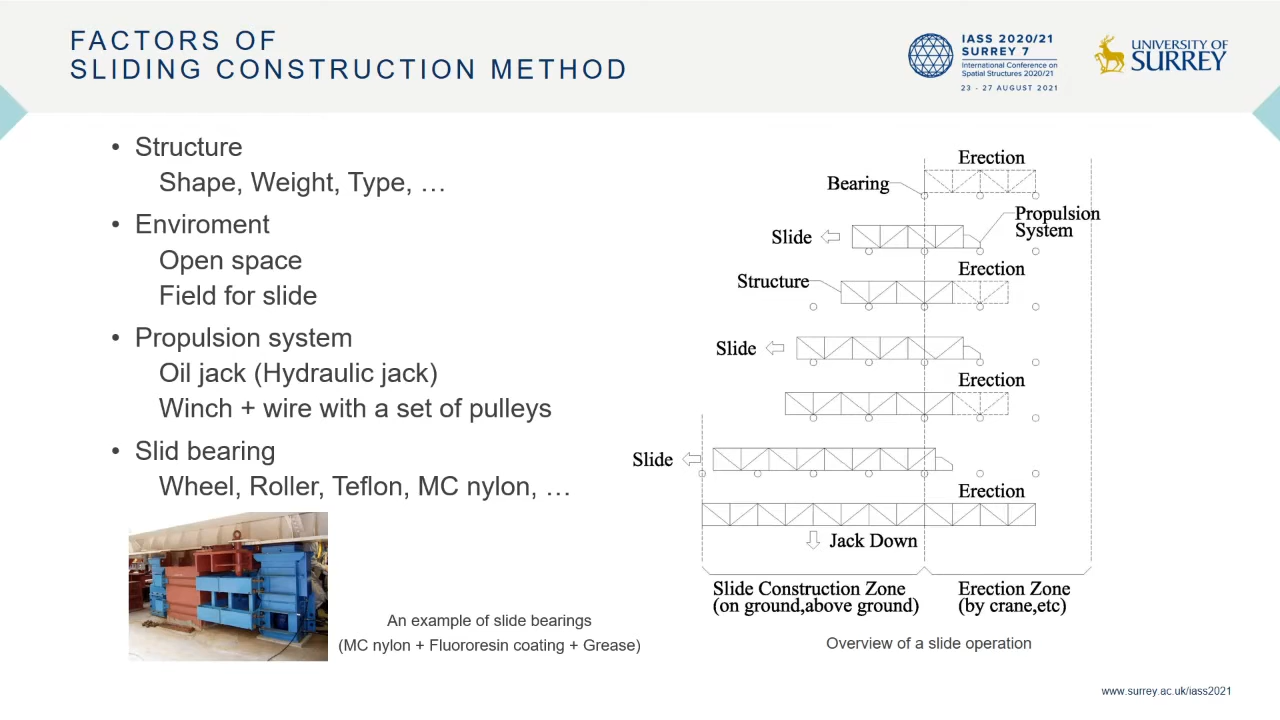 FACTORS OF
SLIDING CONSTRUCTION METHOD
IASS 2020/21
SURREY 7
International Conference on
Spatial Structures 2020/21
23 - 27 AUGUST 2021
UNIVERSITY OF
SURREY
• Structure
Shape, Weight, Type, …
• Enviroment
Open space
Field for slide
• Propulsion system
Oil jack (Hydraulic jack)
Winch + wire with a set of pulleys
• Slid bearing
Wheel, Roller, Teflon, MC nylon, …
An example of slide bearings
(MC nylon + Fluororesin coating + Grease)
Erection
Bearing
Propulsion
System
Slide
Erection
Structure
Slide
Erection
Slide
Erection
Jack Down
Slide Construction Zone
(on ground,above ground)
Erection Zone
(by crane,etc)
Overview of a slide operation
www.surrey.ac.uk/iass2021